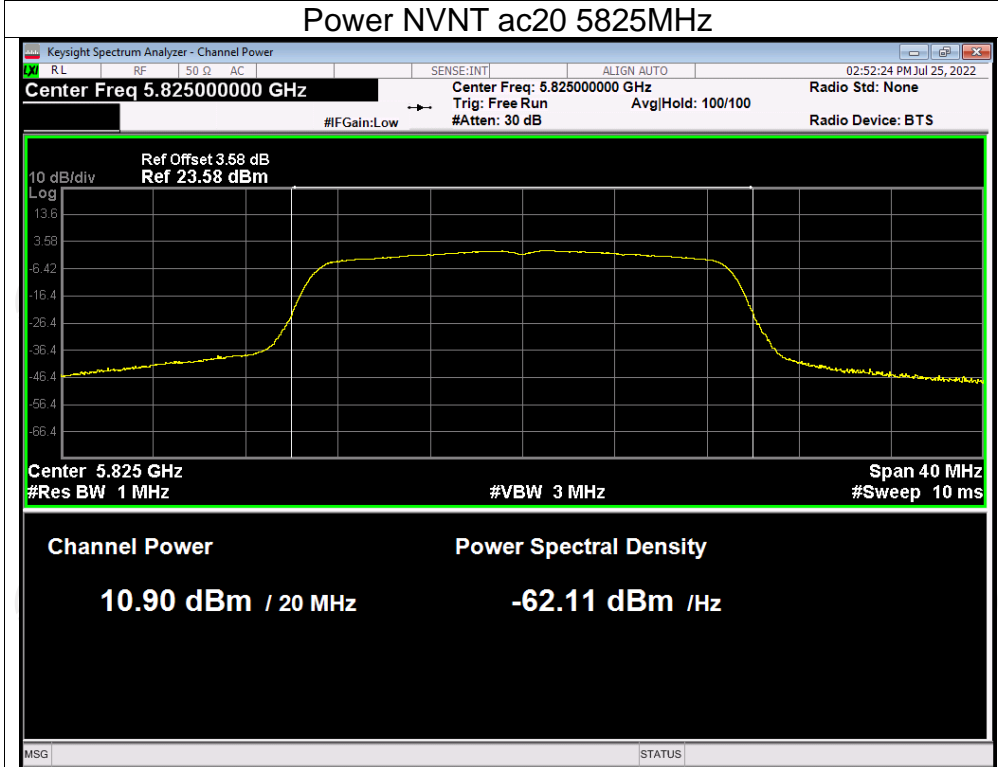 Power NVNT ac20 5825MHz
Keysight Spectrum Analyzer - Channel Power
LXI RL RF 50 Ω AC SENSE:INT ALIGN AUTO 02:52:24 PM Jul 25, 2022
Center Freq 5.825000000 GHz
Center Freq: 5.825000000 GHz Radio Std: None
Trig: Free Run Avg|Hold: 100/100
#IFGain:Low #Atten: 30 dB Radio Device: BTS
Ref Offset 3.58 dB
10 dB/div Ref 23.58 dBm
Log
13.6
3.58
-6.42
-16.4
-26.4
-36.4
-46.4
-56.4
-66.4
Center 5.825 GHz Span 40 MHz
#Res BW 1 MHz #VBW 3 MHz #Sweep 10 ms
Channel Power Power Spectral Density
10.90 dBm / 20 MHz -62.11 dBm /Hz
MSG STATUS